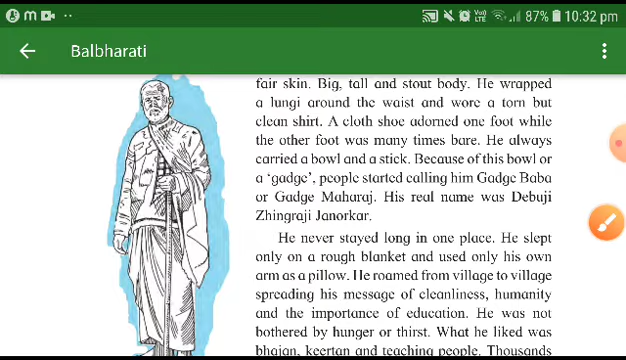 m
VoI)
LTE
87%
10:32 pm
Balbharati
fair skin. Big, tall and stout body. He wrapped
a lungi around the waist and wore a torn but
clean shirt. A cloth shoe adorned one foot while
the other foot was many times bare. He always
carried a bowl and a stick. Because of this bowl or
a ‘gadge’, people started calling him Gadge Baba
or Gadge Maharaj. His real name was Debuji
Zhingraji Janorkar.
He never stayed long in one place. He slept
only on a rough blanket and used only his own
arm as a pillow. He roamed from village to village
spreading his message of cleanliness, humanity
and the importance of education. He was not
bothered by hunger or thirst. What he liked was
bhajan, keertan and teaching people. Thousands